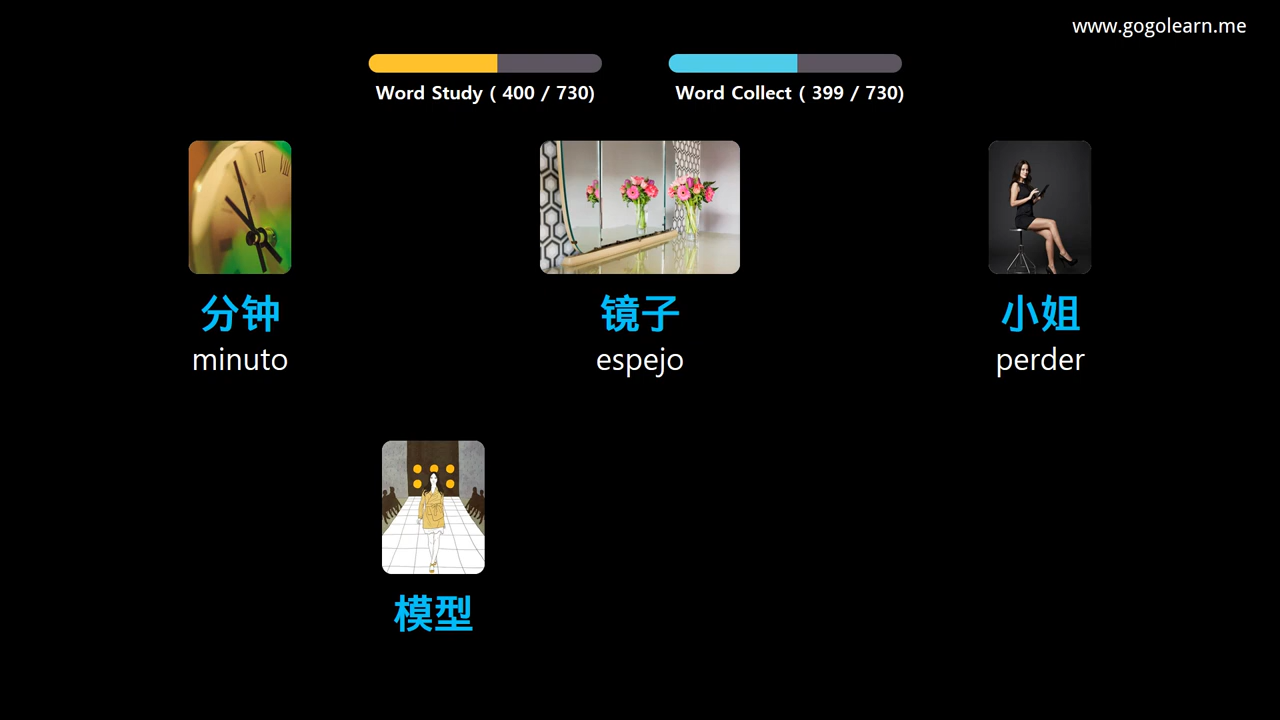 www.gogolearn.me
Word Study ( 400 / 730)
Word Collect ( 399 / 730)
分钟
minuto
镜子
espejo
小姐
perder
模型